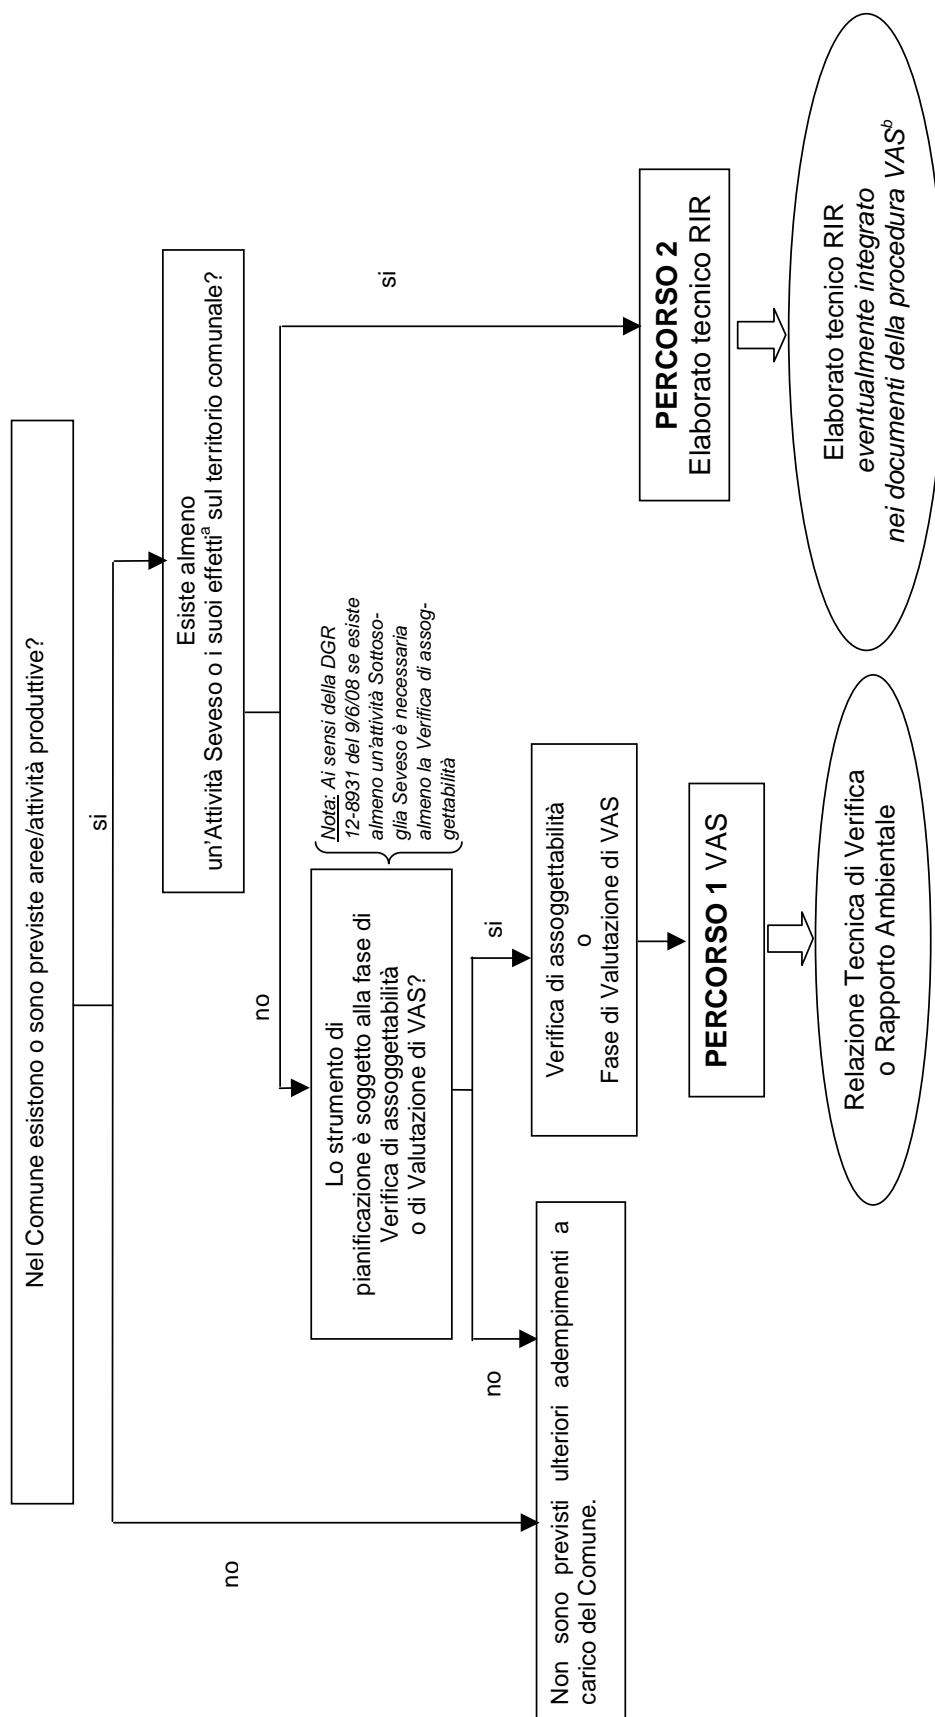 Nel Comune esistono o sono previste aree/attività produttive?
no
si
Esiste almeno
un'Attività Seveso o i suoi effettiᵃ sul territorio comunale?
no
si
Lo strumento di
pianificazione è soggetto alla fase di
Verifica di assoggettabilità
o di Valutazione di VAS?
Nota: Ai sensi della DGR
12-8931 del 9/6/08 se esiste
almeno un'attività Sottoso-
glia Seveso è necessaria
almeno la Verifica di assog-
gettabilità
no
si
Non sono previsti ulteriori adempimenti a
carico del Comune.
Verifica di assoggettabilità
o
Fase di Valutazione di VAS
PERCORSO 1 VAS
Relazione Tecnica di Verifica
o Rapporto Ambientale
PERCORSO 2
Elaborato tecnico RIR
Elaborato tecnico RIR
eventualmente integrato
nei documenti della procedura VASᵇ